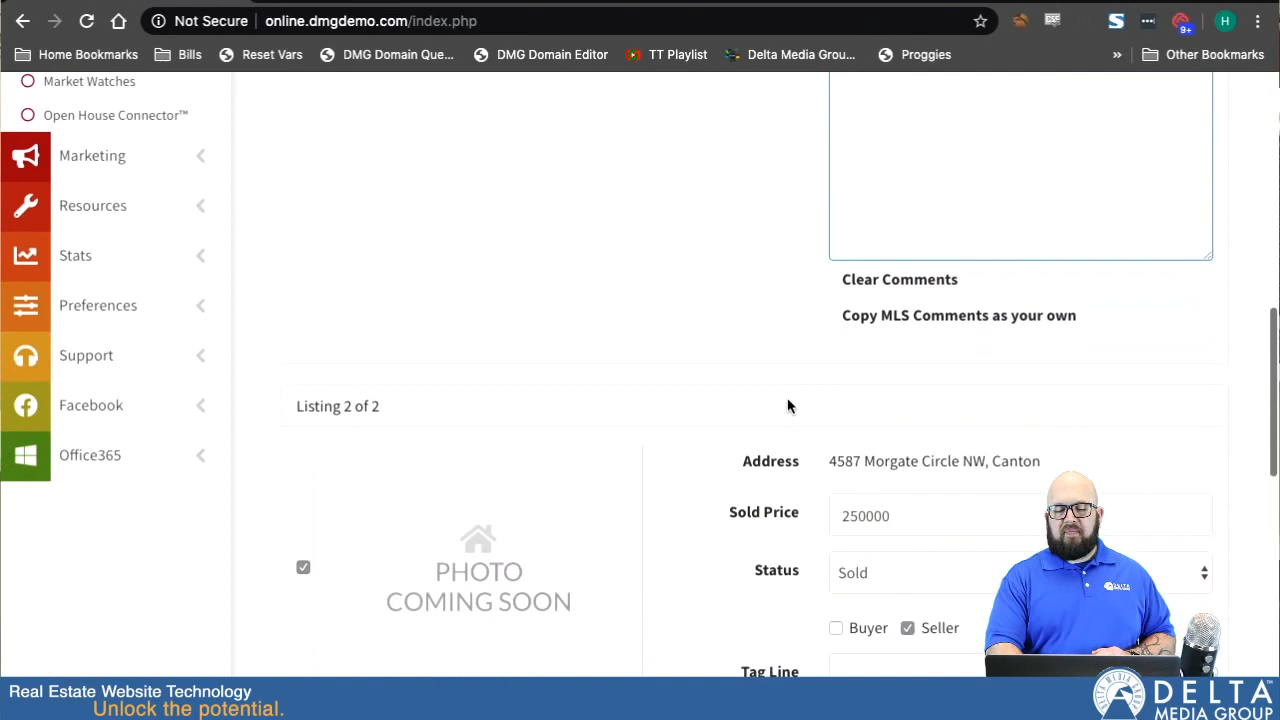 Not Secure | online.dmgdemo.com/index.php
9+
H
Home Bookmarks
Bills
Reset Vars
DMG Domain Que...
DMG Domain Editor
TT Playlist
Delta Media Grou...
Proggies
»
Other Bookmarks
Market Watches
Open House Connector™
Marketing
Resources
Stats
Preferences
Support
Facebook
Office365
Clear Comments
Copy MLS Comments as your own
Listing 2 of 2
Address 4587 Morgate Circle NW, Canton
Sold Price 250000
PHOTO
COMING SOON
Status Sold
Buyer Seller
Tag Line
Real Estate Website Technology
Unlock the potential.
DELTA
MEDIA GROUP™